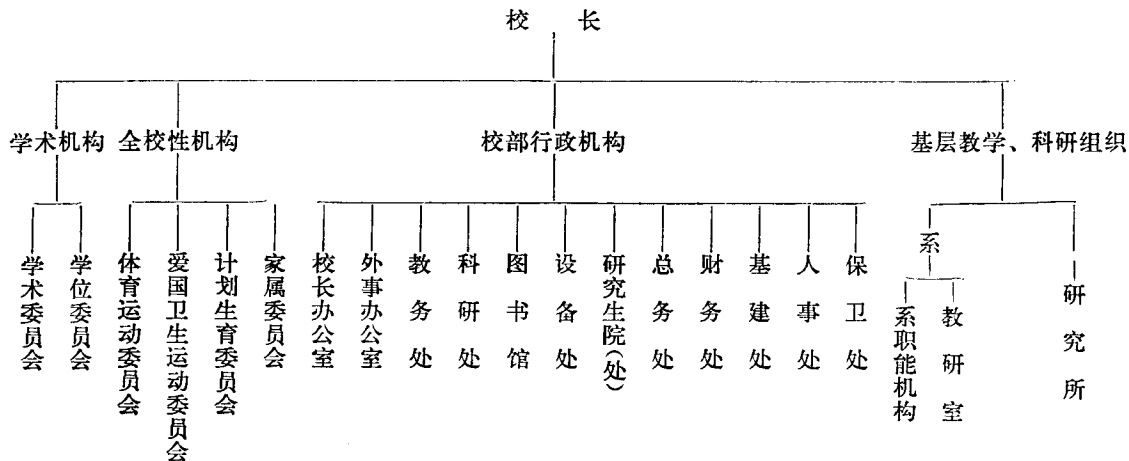 校长
学术机构
全校性机构
校部行政机构
基层教学、科研组织
学术委员会
学位委员会
体育运动委员会
爱国卫生运动委员会
计划生育委员会
家属委员会
校长办公室
外事办公室
教务处
科研处
图书馆
设备处
研究生院(处)
总务处
财务处
基建处
人事处
保卫处
系
系职能机构
教研室
研究所